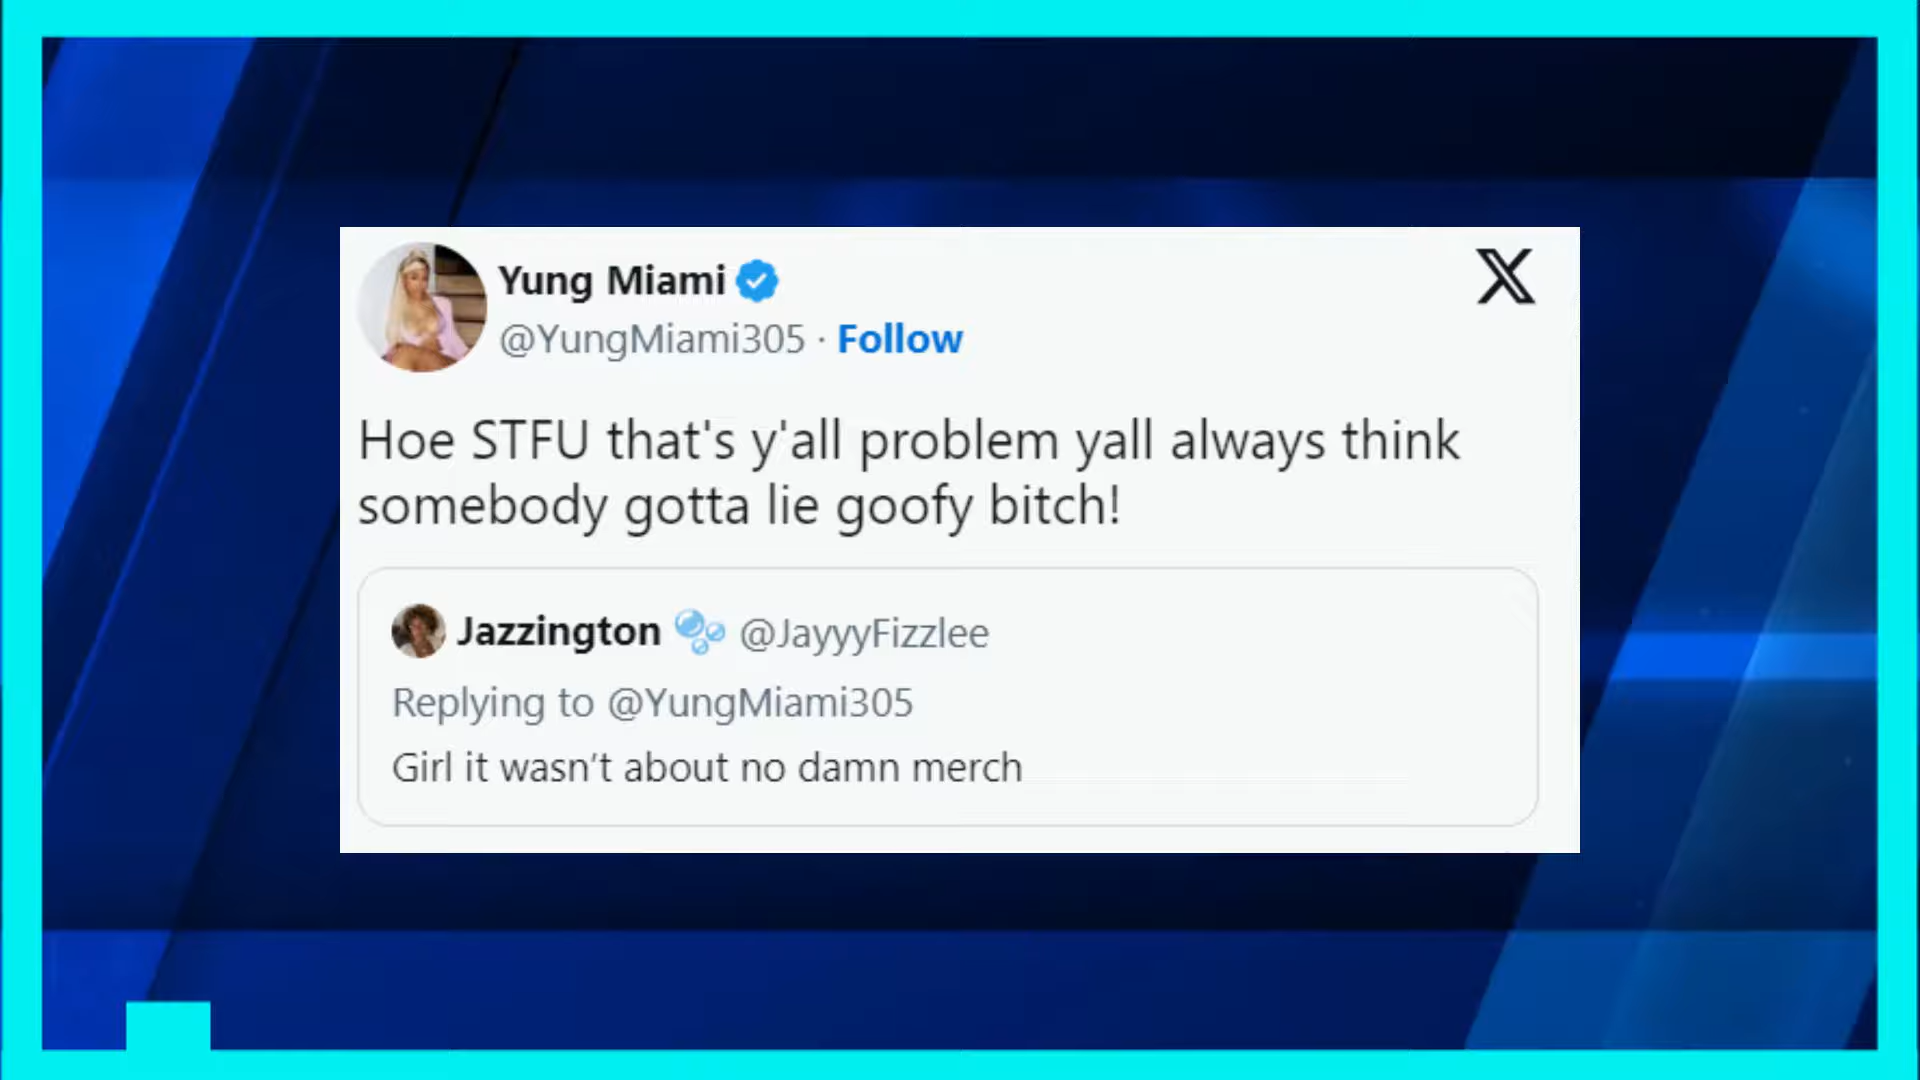 Yung Miami
@YungMiami305 · Follow
Hoe STFU that's y'all problem yall always think
somebody gotta lie goofy bitch!
Jazzington 🫧 @JayyyFizzlee
Replying to @YungMiami305
Girl it wasn’t about no damn merch